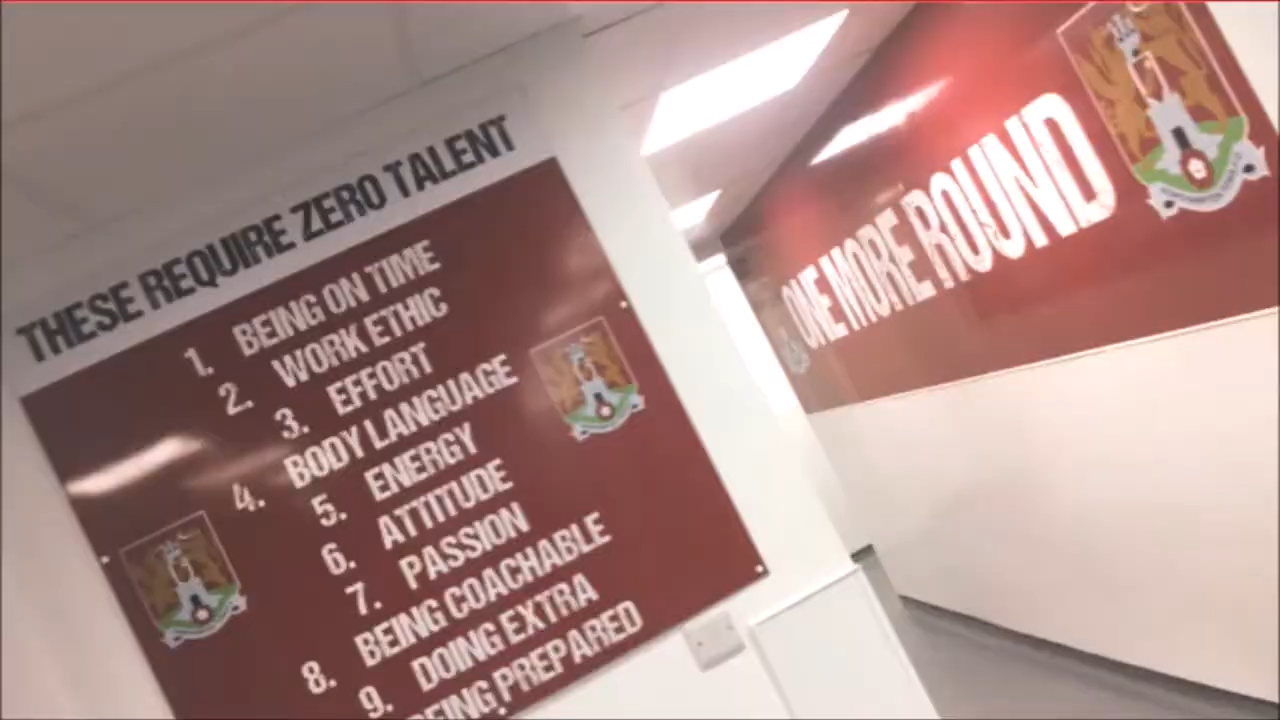 THESE REQUIRE ZERO TALENT
1. BEING ON TIME
2. WORK ETHIC
3. EFFORT
4. BODY LANGUAGE
5. ENERGY
6. ATTITUDE
7. PASSION
8. BEING COACHABLE
9. DOING EXTRA
BEING PREPARED
ONE MORE ROUND